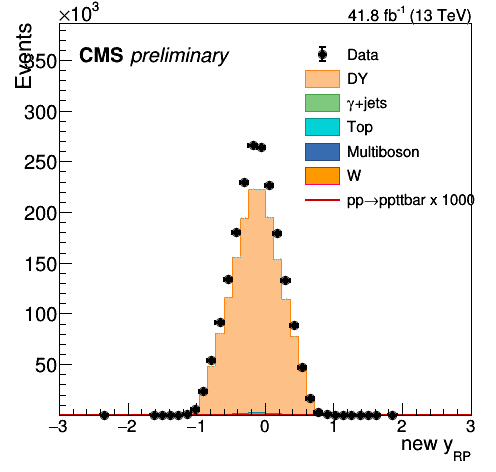 ×10³
41.8 fb⁻¹ (13 TeV)
Events
CMS preliminary
Data
DY
γ+jets
Top
Multiboson
W
pp→ppttbar x 1000
350
300
250
200
150
100
50
−3 −2 −1 0 1 2 3
new y_RP